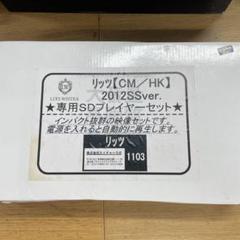 リッツ【CM／HK】
2012SSver.
★専用SDプレイヤーセット★
インパクト抜群の映像セットです。
電源を入れると自動的に再生します。
リッツ
1103